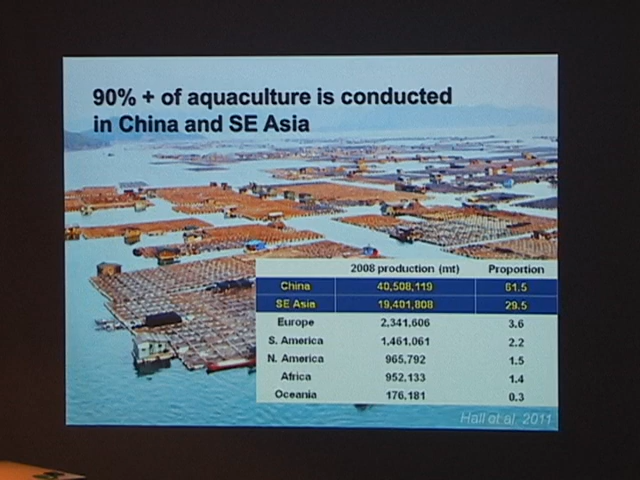 90% + of aquaculture is conducted
in China and SE Asia
2008 production (mt) Proportion
China 40,508,119 61.5
SE Asia 19,401,808 29.5
Europe 2,341,606 3.6
S. America 1,461,061 2.2
N. America 965,792 1.5
Africa 952,133 1.4
Oceania 176,181 0.3
Hall et al. 2011